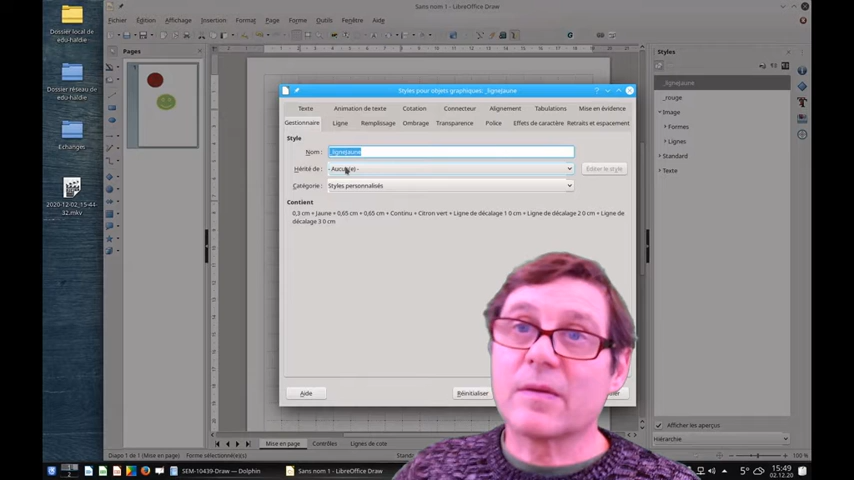 Sans nom 1 - LibreOffice Draw
Fichier Édition Affichage Insertion Format Page Forme Outils Fenêtre Aide
Dossier local de edu-haldie
Dossier réseau de edu-haldie
Echanges
2020-12-02_15-44-32.mkv
Pages
Styles
_ligneJaune
_rouge
Image
Formes
Lignes
Standard
Texte
Styles pour objets graphiques: _ligneJaune
Texte Animation de texte Cotation Connecteur Alignement Tabulations Mise en évidence
Gestionnaire Ligne Remplissage Ombrage Transparence Police Effets de caractère Retraits et espacement
Style
Nom : _ligneJaune
Hérité de : - Aucun(e) - Éditer le style
Catégorie : Styles personnalisés
Contient
0,3 cm + Jaune + 0,65 cm + 0,65 cm + Continu + Citron vert + Ligne de décalage 1 0 cm + Ligne de décalage 2 0 cm + Ligne de
décalage 3 0 cm
Aide Réinitialiser
Afficher les aperçus
Hiérarchie
Mise en page Contrôles Lignes de cote
Diapo 1 de 1 (Mise en page) Forme sélectionné(e)(s) 100 %
SEM-10439-Draw — Dolphin Sans nom 1 - LibreOffice Draw 5° 15:49
02.12.20